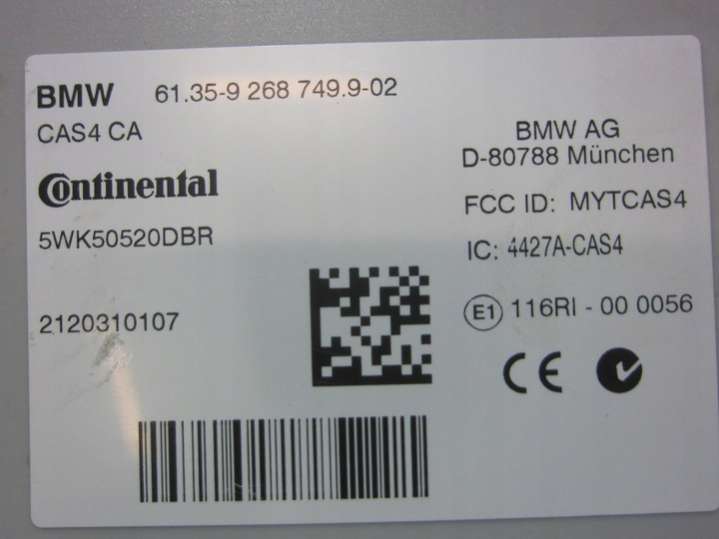 BMW 61.35-9 268 749.9-02
CAS4 CA
Continental
5WK50520DBR
2120310107
BMW AG
D-80788 München
FCC ID: MYTCAS4
IC: 4427A-CAS4
E1 116RI - 00 0056
CE